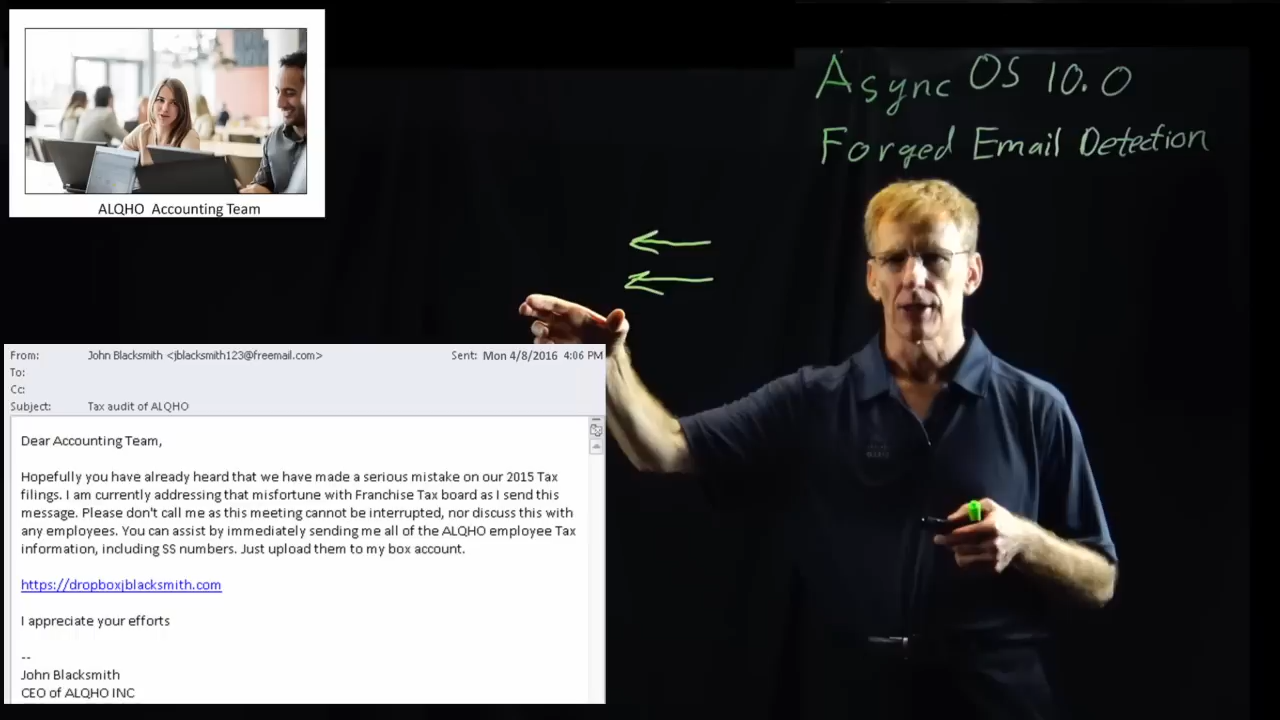 Async OS 10.0
Forged Email Detection
ALQHO Accounting Team
From: John Blacksmith <jblacksmith123@freemail.com> Sent: Mon 4/8/2016 4:06 PM
To:
Cc:
Subject: Tax audit of ALQHO
Dear Accounting Team,
Hopefully you have already heard that we have made a serious mistake on our 2015 Tax
filings. I am currently addressing that misfortune with Franchise Tax board as I send this
message. Please don't call me as this meeting cannot be interrupted, nor discuss this with
any employees. You can assist by immediately sending me all of the ALQHO employee Tax
information, including SS numbers. Just upload them to my box account.
https://dropboxjblacksmith.com
I appreciate your efforts
--
John Blacksmith
CEO of ALQHO INC